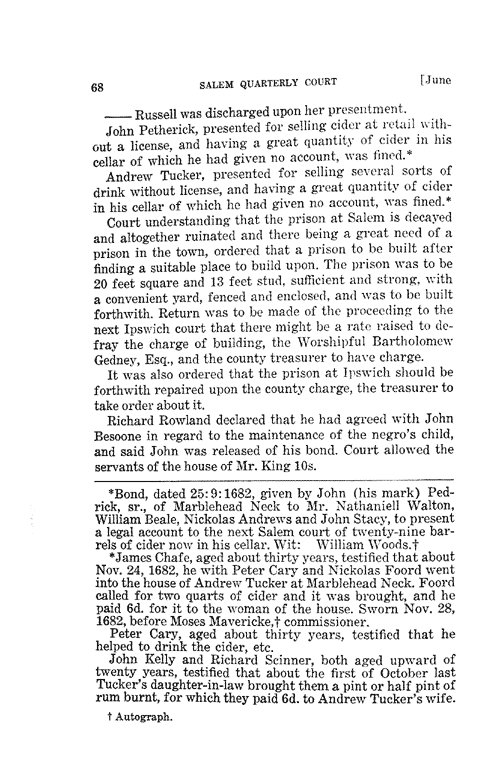 68 SALEM QUARTERLY COURT [June
—— Russell was discharged upon her presentment.
John Petherick, presented for selling cider at retail with-
out a license, and having a great quantity of cider in his
cellar of which he had given no account, was fined.*
Andrew Tucker, presented for selling several sorts of
drink without license, and having a great quantity of cider
in his cellar of which he had given no account, was fined.*
Court understanding that the prison at Salem is decayed
and altogether ruinated and there being a great need of a
prison in the town, ordered that a prison to be built after
finding a suitable place to build upon. The prison was to be
20 feet square and 13 feet stud, sufficient and strong, with
a convenient yard, fenced and enclosed, and was to be built
forthwith. Return was to be made of the proceeding to the
next Ipswich court that there might be a rate raised to de-
fray the charge of building, the Worshipful Bartholomew
Gedney, Esq., and the county treasurer to have charge.
It was also ordered that the prison at Ipswich should be
forthwith repaired upon the county charge, the treasurer to
take order about it.
Richard Rowland declared that he had agreed with John
Besoone in regard to the maintenance of the negro's child,
and said John was released of his bond. Court allowed the
servants of the house of Mr. King 10s.
*Bond, dated 25: 9: 1682, given by John (his mark) Ped-
rick, sr., of Marblehead Neck to Mr. Nathaniell Walton,
William Beale, Nickolas Andrews and John Stacy, to present
a legal account to the next Salem court of twenty-nine bar-
rels of cider now in his cellar. Wit: William Woods.†
*James Chafe, aged about thirty years, testified that about
Nov. 24, 1682, he with Peter Cary and Nickolas Foord went
into the house of Andrew Tucker at Marblehead Neck. Foord
called for two quarts of cider and it was brought, and he
paid 6d. for it to the woman of the house. Sworn Nov. 28,
1682, before Moses Mavericke,† commissioner.
Peter Cary, aged about thirty years, testified that he
helped to drink the cider, etc.
John Kelly and Richard Scinner, both aged upward of
twenty years, testified that about the first of October last
Tucker's daughter-in-law brought them a pint or half pint of
rum burnt, for which they paid 6d. to Andrew Tucker's wife.
† Autograph.